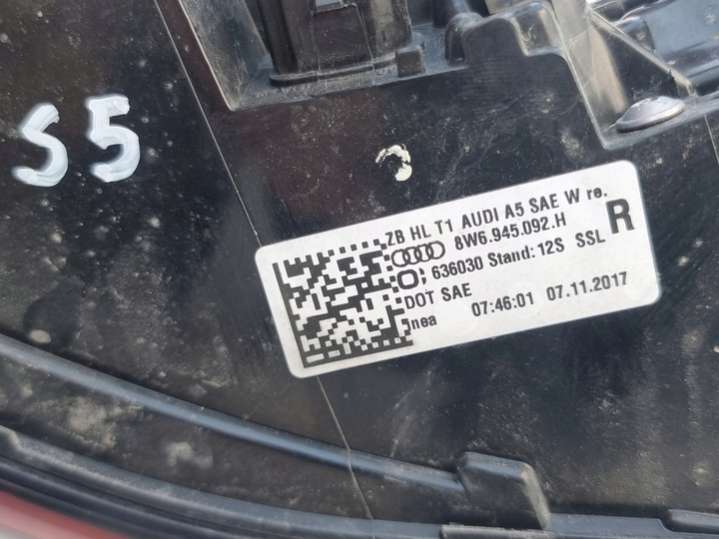 S5
ZB HL T1 AUDI A5 SAE W re.
8W6.945.092.H R
636030 Stand: 12S SSL
DOT SAE
nea 07:46:01 07.11.2017